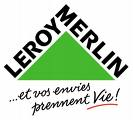 LEROY MERLIN
...et vos envies
prennent Vie!